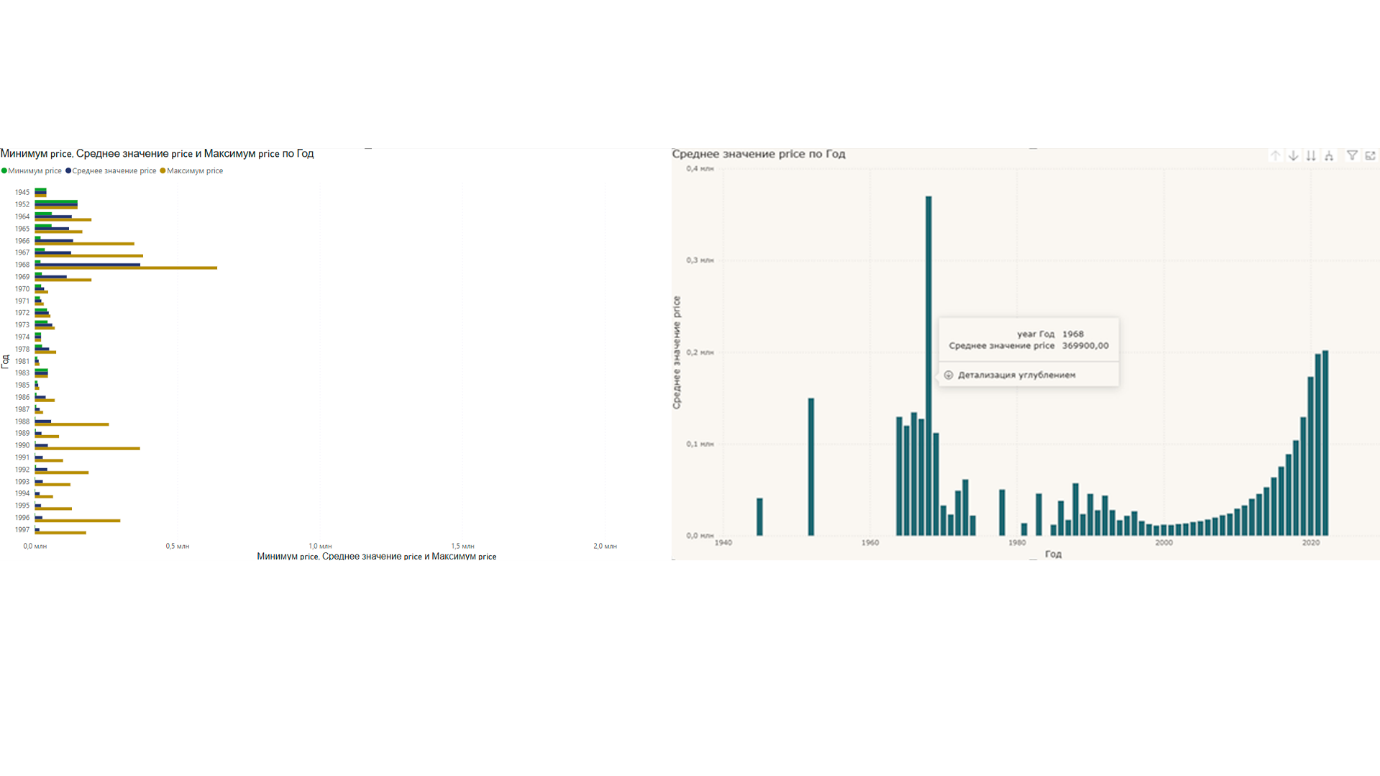 Минимум price, Среднее значение price и Максимум price по Год
Минимум price Среднее значение price Максимум price
Год
1945
1952
1964
1965
1966
1967
1968
1969
1970
1971
1972
1973
1974
1978
1981
1983
1985
1986
1987
1988
1989
1990
1991
1992
1993
1994
1995
1996
1997
0,0 млн 0,5 млн 1,0 млн 1,5 млн 2,0 млн
Минимум price, Среднее значение price и Максимум price
Среднее значение price по Год
Среднее значение price
0,4 млн
0,3 млн
0,2 млн
0,1 млн
0,0 млн
year Год 1968
Среднее значение price 369900,00
Детализация углублением
1940 1960 1980 2000 2020
Год